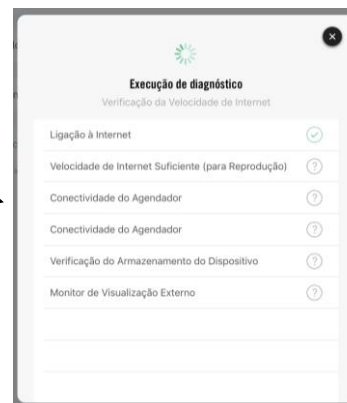 Execução de diagnóstico
Verificação da Velocidade de Internet
Ligação à Internet
Velocidade de Internet Suficiente (para Reprodução)
Conectividade do Agendador
Conectividade do Agendador
Verificação do Armazenamento do Dispositivo
Monitor de Visualização Externo